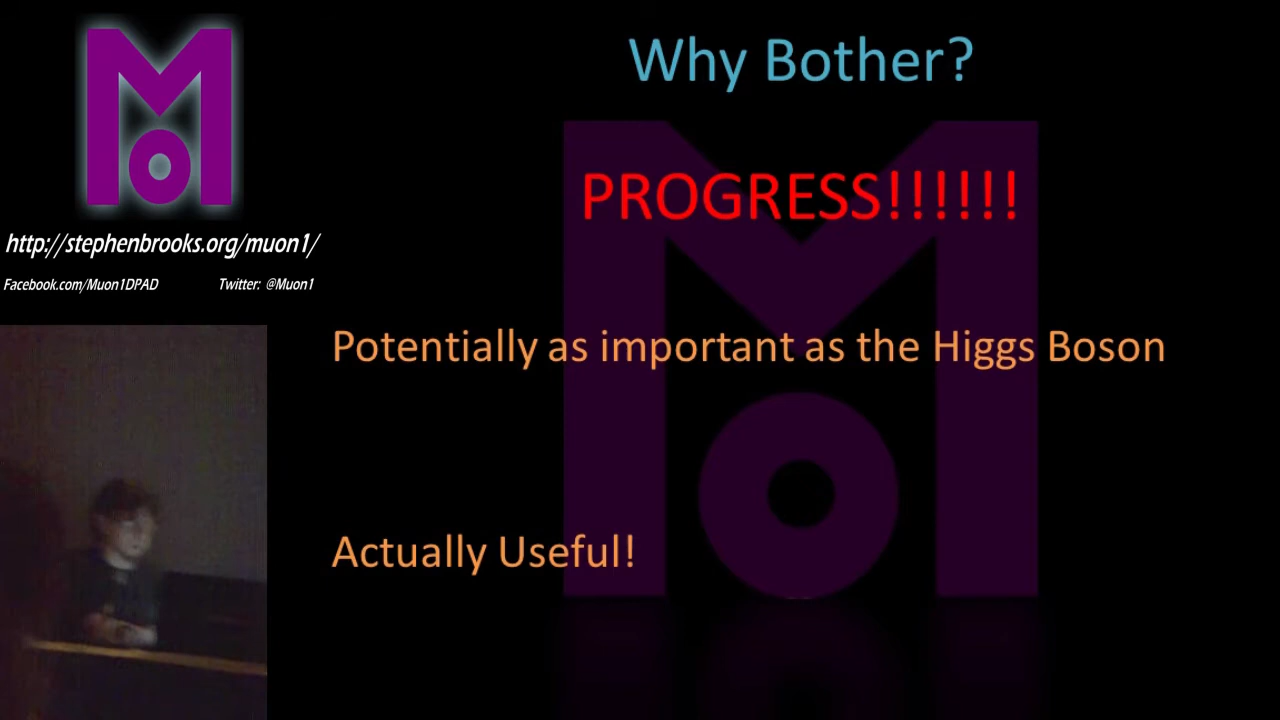 http://stephenbrooks.org/muon1/
Facebook.com/Muon1DPAD Twitter: @Muon1
Why Bother?
PROGRESS!!!!!!
Potentially as important as the Higgs Boson
Actually Useful!